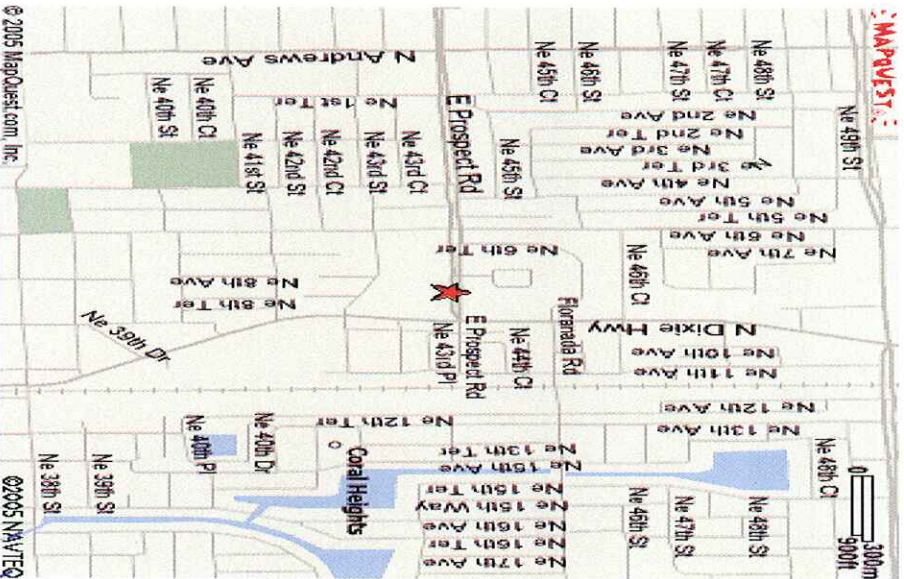 MAPQUEST
Ne 49th St
Ne 48th St
Ne 47th Ct
Ne 47th St
Ne 46th St
Ne 45th Ct
Ne 2nd Ave
Ne 2nd Ter
Ne 3rd Ave
Ne 3rd Ter
Ne 4th Ave
Ne 5th Ave
Ne 5th Ter
Ne 6th Ave
Ne 7th Ave
Ne 45th St
E Prospect Rd
N Andrews Ave
Ne 1st Ter
Ne 40th Ct
Ne 40th St
Ne 41st St
Ne 42nd St
Ne 42nd Ct
Ne 43rd St
Ne 43rd Ct
Ne 6th Ter
Ne 46th Ct
Ne 8th Ave
Ne 8th Ter
Ne 39th Dr
Floranada Rd
N Dixie Hwy
Ne 10th Ave
Ne 11th Ave
E Prospect Rd
Ne 44th Ct
Ne 43rd Pl
Ne 12th Ave
Ne 13th Ave
Ne 12th Ter
Ne 13th Ter
Ne 15th Ave
Ne 15th Ter
Ne 15th Way
Ne 16th Ave
Ne 16th Ter
Ne 17th Ave
Coral Heights
Ne 40th Dr
Ne 40th Pl
Ne 39th St
Ne 38th St
Ne 48th Ct
Ne 48th St
Ne 47th St
Ne 46th St
0
300m
900ft
© 2005 MapQuest.com, Inc.
©2005 NAVTEQ